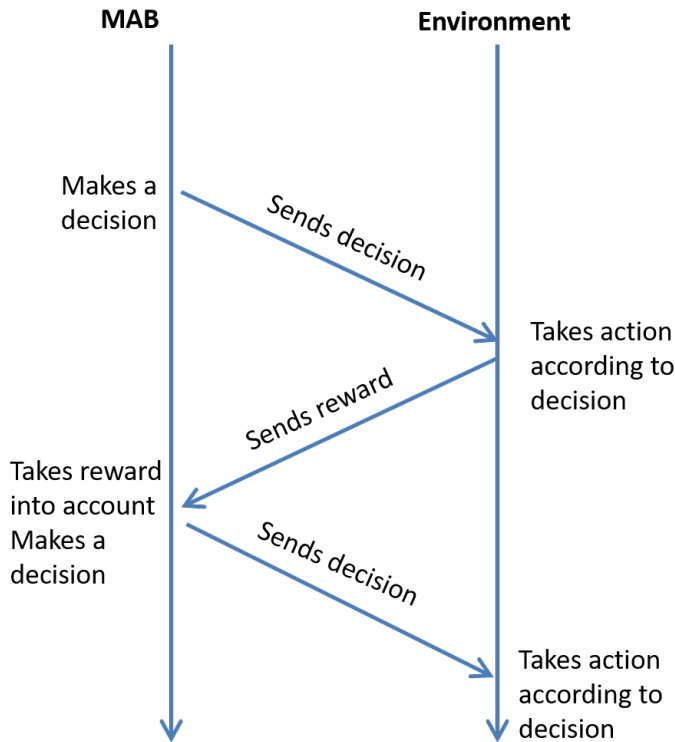 MAB
Environment
Makes a
decision
Sends decision
Takes action
according to
decision
Sends reward
Takes reward
into account
Makes a
decision
Sends decision
Takes action
according to
decision